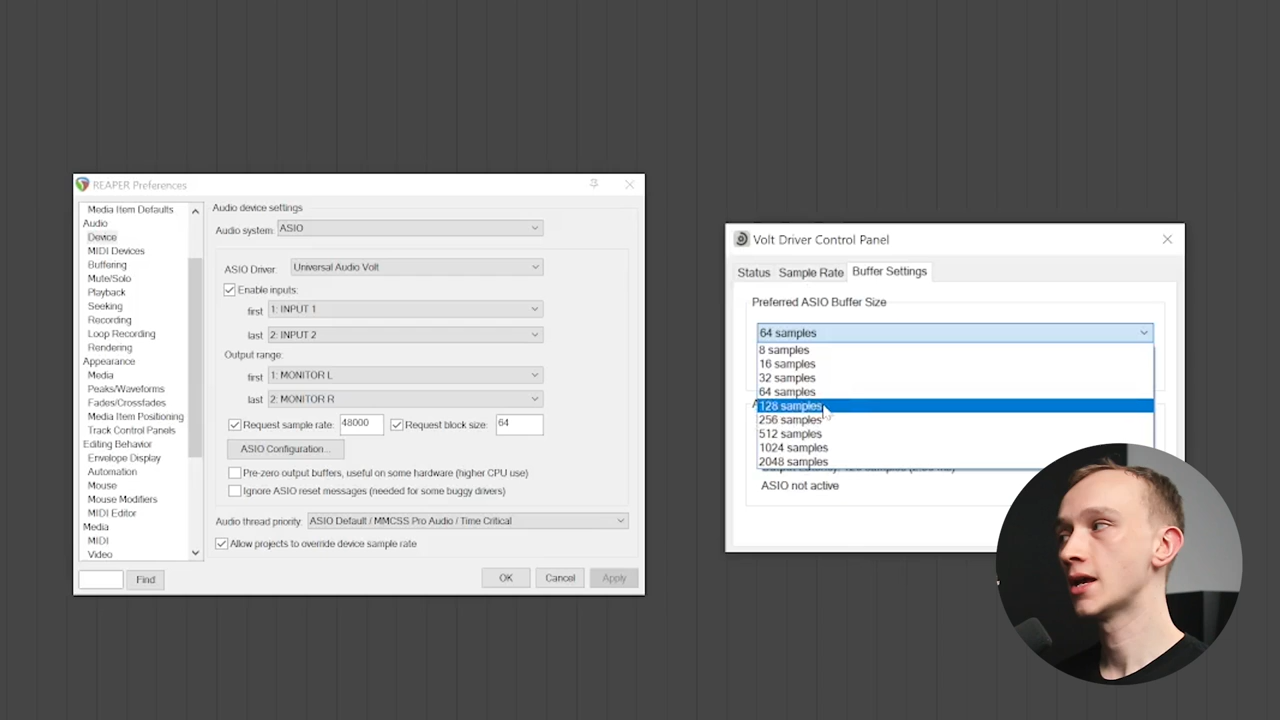 REAPER Preferences
Media Item Defaults
Audio
Device
MIDI Devices
Buffering
Mute/Solo
Playback
Seeking
Recording
Loop Recording
Rendering
Appearance
Media
Peaks/Waveforms
Fades/Crossfades
Media Item Positioning
Track Control Panels
Editing Behavior
Envelope Display
Automation
Mouse
Mouse Modifiers
MIDI Editor
Media
MIDI
Video
Find
Audio device settings
Audio system: ASIO
ASIO Driver: Universal Audio Volt
Enable inputs:
first 1: INPUT 1
last 2: INPUT 2
Output range:
first 1: MONITOR L
last 2: MONITOR R
Request sample rate: 48000 Request block size: 64
ASIO Configuration...
Pre-zero output buffers, useful on some hardware (higher CPU use)
Ignore ASIO reset messages (needed for some buggy drivers)
Audio thread priority: ASIO Default / MMCSS Pro Audio / Time Critical
Allow projects to override device sample rate
OK Cancel Apply
Volt Driver Control Panel
Status Sample Rate Buffer Settings
Preferred ASIO Buffer Size
64 samples
8 samples
16 samples
32 samples
64 samples
128 samples
256 samples
512 samples
1024 samples
2048 samples
ASIO not active